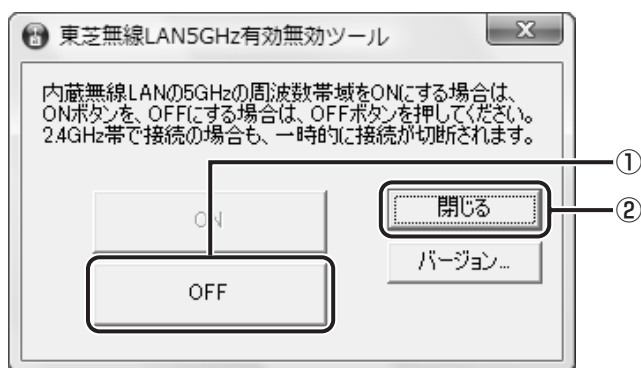 東芝無線LAN5GHz有効無効ツール
内蔵無線LANの5GHzの周波数帯域をONにする場合は、
ONボタンを、OFFにする場合は、OFFボタンを押してください。
2.4GHz帯で接続の場合も、一時的に接続が切断されます。
①
ON
閉じる
②
バージョン...
OFF